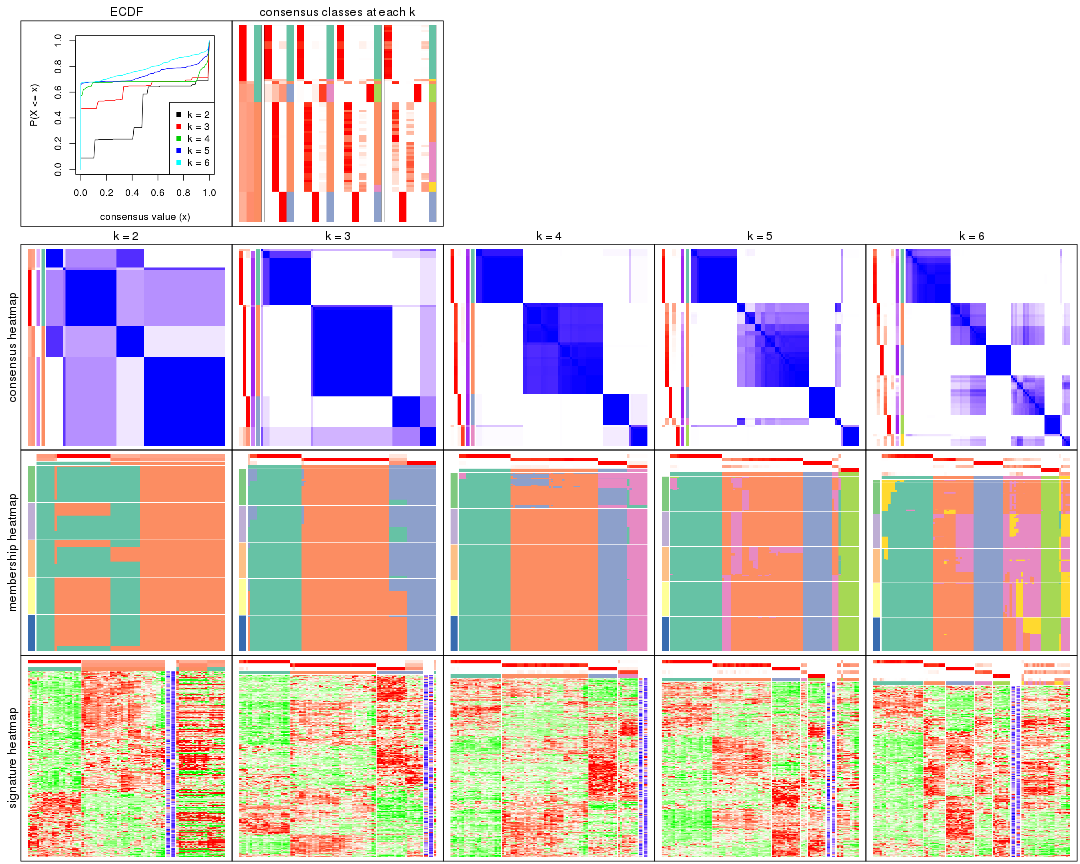 ECDF
consensus classes at each k
P(X <= x)
1.0
0.8
0.6
0.4
0.2
0.0
k = 2
k = 3
k = 4
k = 5
k = 6
0.0 0.2 0.4 0.6 0.8 1.0
consensus value (x)
k = 2
k = 3
k = 4
k = 5
k = 6
consensus heatmap
membership heatmap
signature heatmap